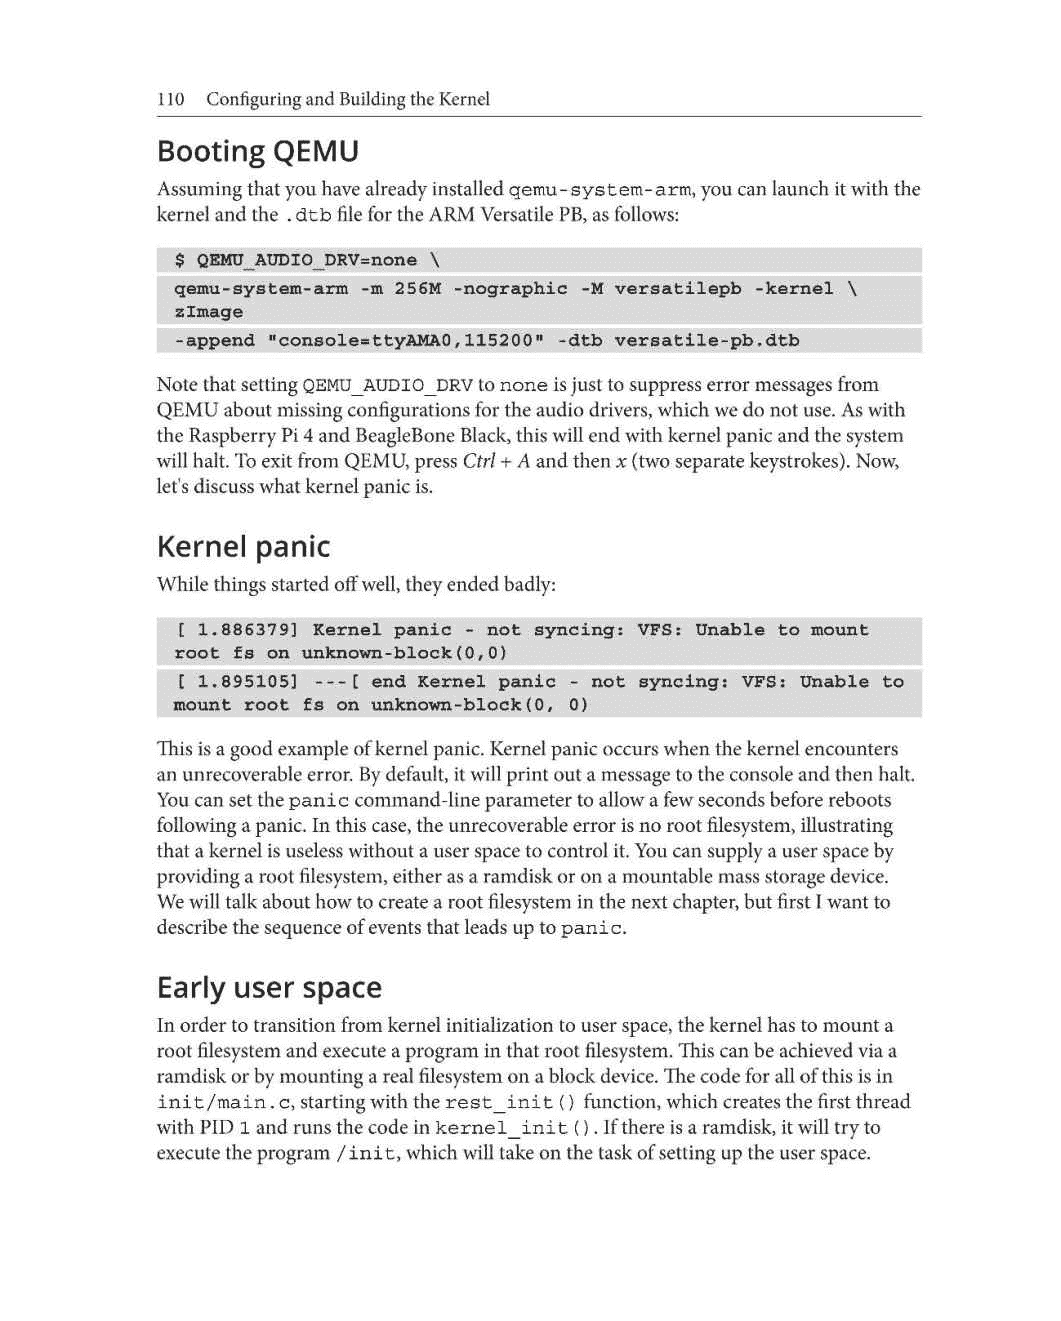 110 Configuring and Building the Kernel
Booting QEMU
Assuming that you have already installed qemu-system-arm, you can launch it with the
kernel and the .dtb file for the ARM Versatile PB, as follows:
$ QEMU_AUDIO_DRV=none \
qemu-system-arm -m 256M -nographic -M versatilepb -kernel \
zImage
-append "console=ttyAMA0,115200" -dtb versatile-pb.dtb
Note that setting QEMU_AUDIO_DRV to none is just to suppress error messages from
QEMU about missing configurations for the audio drivers, which we do not use. As with
the Raspberry Pi 4 and BeagleBone Black, this will end with kernel panic and the system
will halt. To exit from QEMU, press Ctrl + A and then x (two separate keystrokes). Now,
let's discuss what kernel panic is.
Kernel panic
While things started off well, they ended badly:
[ 1.886379] Kernel panic - not syncing: VFS: Unable to mount
root fs on unknown-block(0,0)
[ 1.895105] ---[ end Kernel panic - not syncing: VFS: Unable to
mount root fs on unknown-block(0, 0)
This is a good example of kernel panic. Kernel panic occurs when the kernel encounters
an unrecoverable error. By default, it will print out a message to the console and then halt.
You can set the panic command-line parameter to allow a few seconds before reboots
following a panic. In this case, the unrecoverable error is no root filesystem, illustrating
that a kernel is useless without a user space to control it. You can supply a user space by
providing a root filesystem, either as a ramdisk or on a mountable mass storage device.
We will talk about how to create a root filesystem in the next chapter, but first I want to
describe the sequence of events that leads up to panic.
Early user space
In order to transition from kernel initialization to user space, the kernel has to mount a
root filesystem and execute a program in that root filesystem. This can be achieved via a
ramdisk or by mounting a real filesystem on a block device. The code for all of this is in
init/main.c, starting with the rest_init() function, which creates the first thread
with PID 1 and runs the code in kernel_init(). If there is a ramdisk, it will try to
execute the program /init, which will take on the task of setting up the user space.